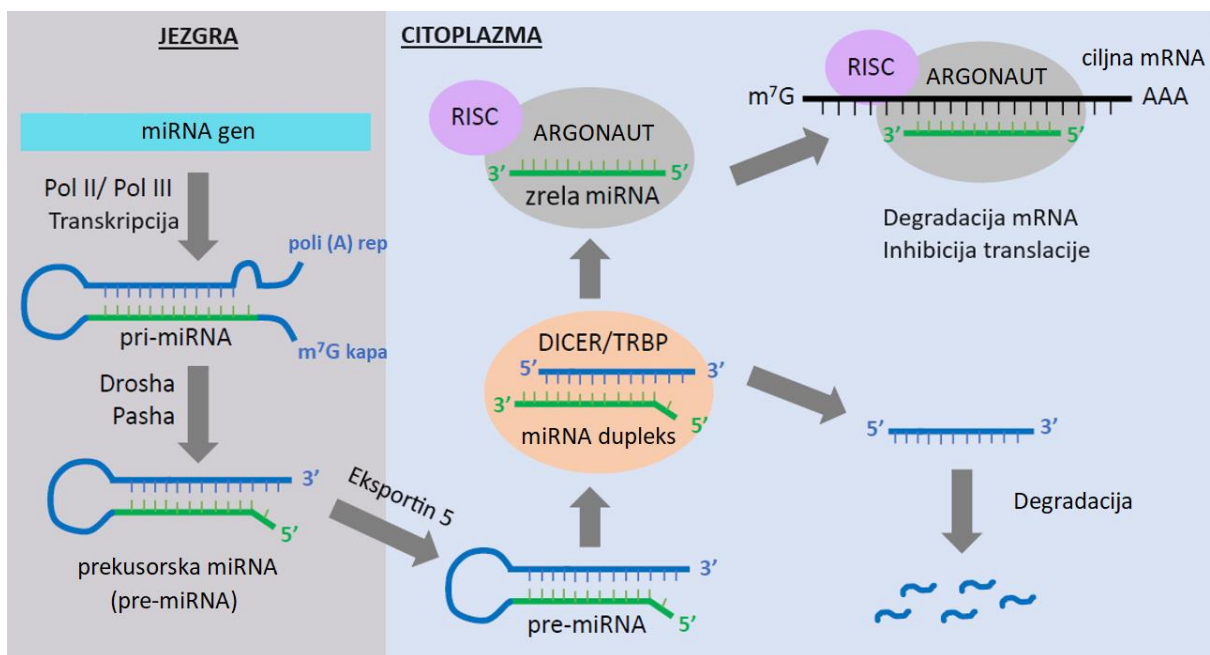 JEZGRA
miRNA gen
Pol II/ Pol III
Transkripcija
poli (A) rep
pri-miRNA
m⁷G kapa
Drosha
Pasha
3’
5’
prekusorska miRNA
(pre-miRNA)
Eksportin 5
CITOPLAZMA
RISC
ARGONAUT
3’
5’
zrela miRNA
RISC
ARGONAUT
ciljna mRNA
m⁷G
AAA
3’
5’
Degradacija mRNA
Inhibicija translacije
DICER/TRBP
5’
3’
3’
5’
miRNA dupleks
5’
3’
Degradacija
3’
5’
pre-miRNA